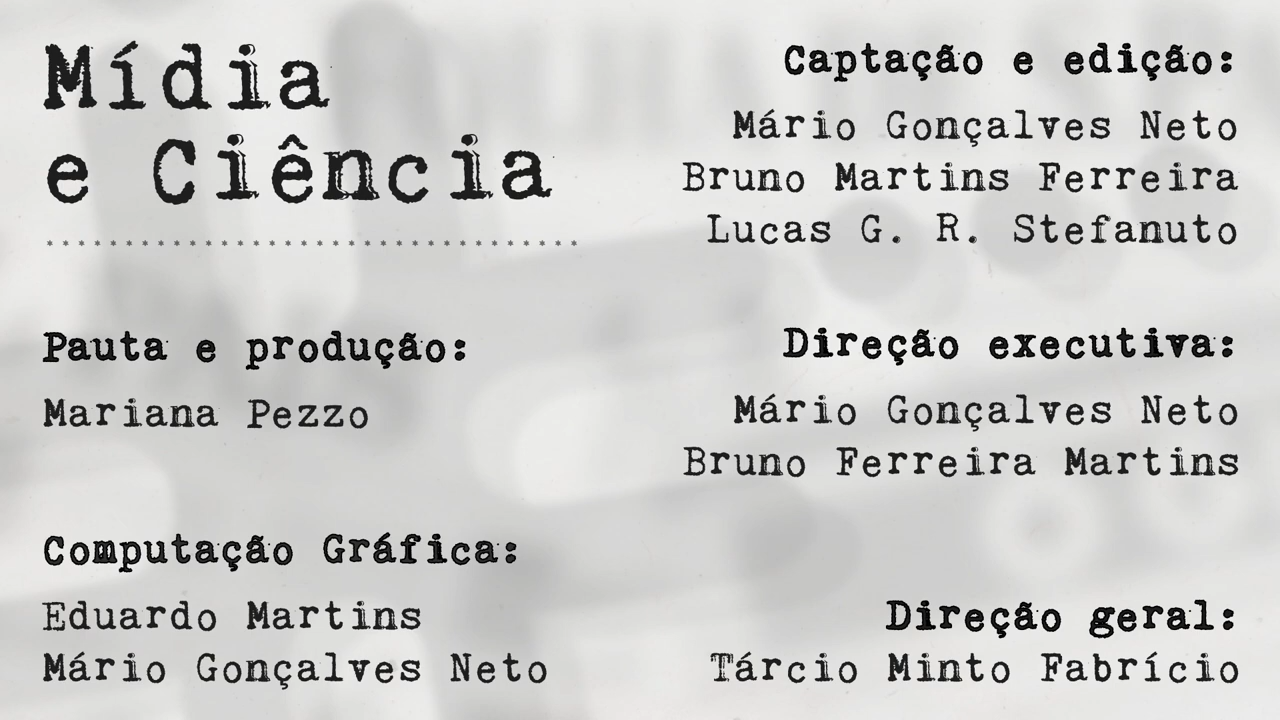 Mídia
e Ciência
Pauta e produção:
Mariana Pezzo
Computação Gráfica:
Eduardo Martins
Mário Gonçalves Neto
Captação e edição:
Mário Gonçalves Neto
Bruno Martins Ferreira
Lucas G. R. Stefanuto
Direção executiva:
Mário Gonçalves Neto
Bruno Ferreira Martins
Direção geral:
Tárcio Minto Fabrício